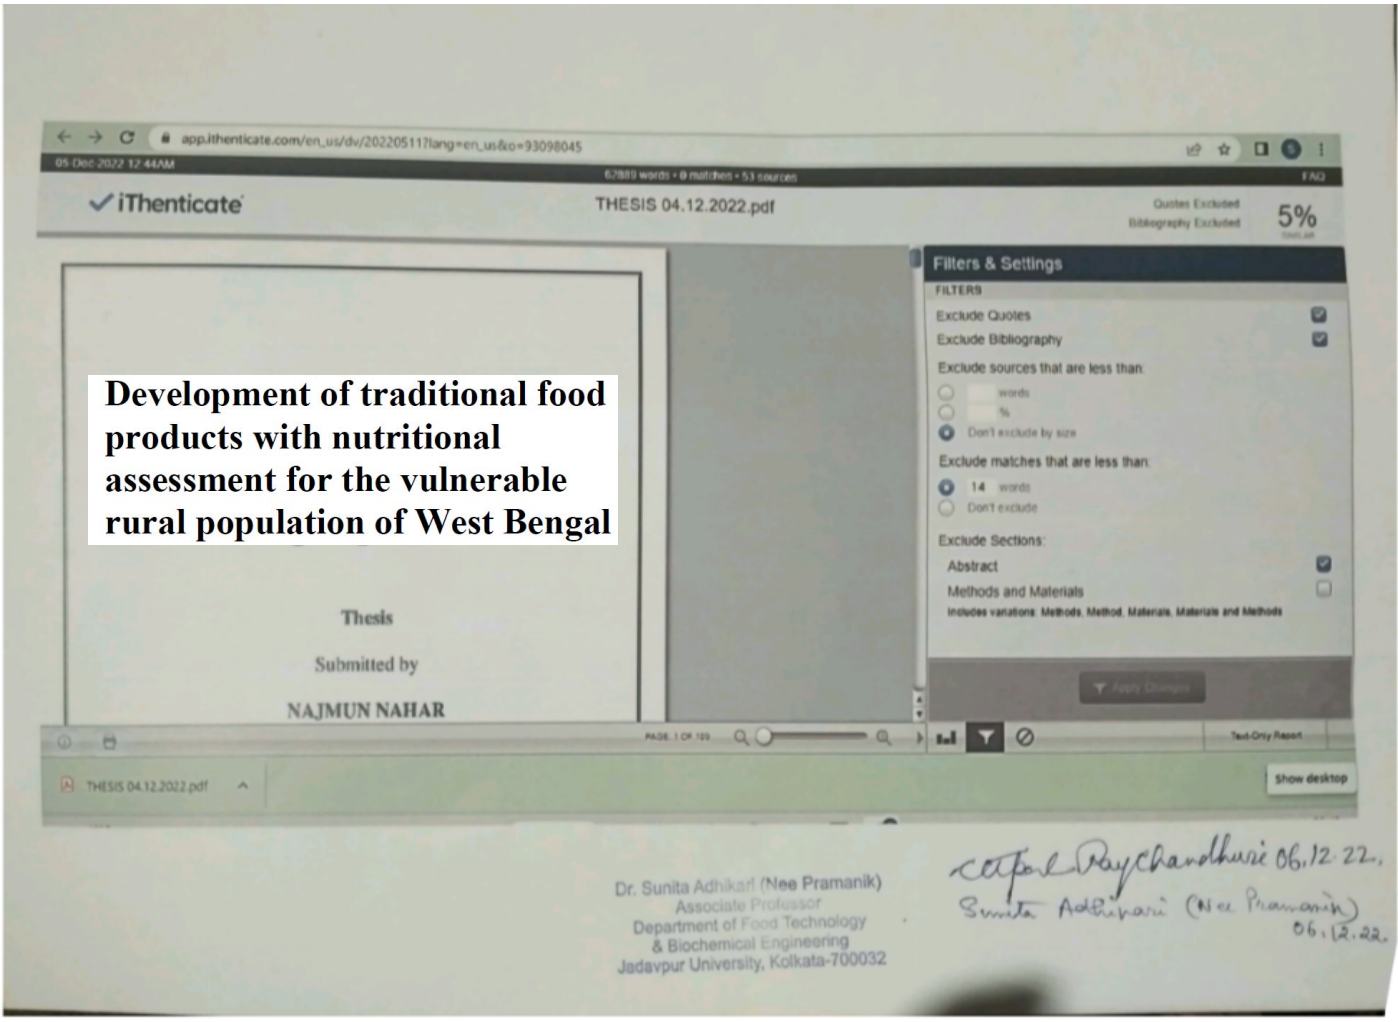 app.ithenticate.com/en_us/dv/20220511?lang=en_us&o=93098045
05-Dec-2022 12:44AM
62889 words • 0 matches • 53 sources
FAQ
iThenticate
THESIS 04.12.2022.pdf
Quotes Excluded
Bibliography Excluded
5%
SIMILAR
Development of traditional food
products with nutritional
assessment for the vulnerable
rural population of West Bengal
Thesis
Submitted by
NAJMUN NAHAR
Filters & Settings
FILTERS
Exclude Quotes
Exclude Bibliography
Exclude sources that are less than:
words
%
Don't exclude by size
Exclude matches that are less than:
14 words
Don't exclude
Exclude Sections:
Abstract
Methods and Materials
Includes variations: Methods, Method, Materials, Materials and Methods
Apply Changes
PAGE: 1 OF
Text-Only Report
THESIS 04.12.2022.pdf
Show desktop
Dr. Sunita Adhikari (Nee Pramanik)
Associate Professor
Department of Food Technology
& Biochemical Engineering
Jadavpur University, Kolkata-700032
Raychaudhuri 06.12.22.
Sunita Adhikari (Nee Pramanik)
06.12.22.